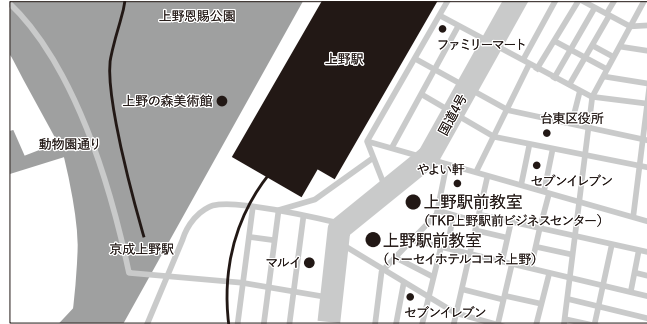 上野恩賜公園
ファミリーマート
上野駅
上野の森美術館
国道4号
台東区役所
動物園通り
やよい軒
セブンイレブン
上野駅前教室
(TKP上野駅前ビジネスセンター)
京成上野駅
上野駅前教室
(トーセイホテルココネ上野)
マルイ
セブンイレブン